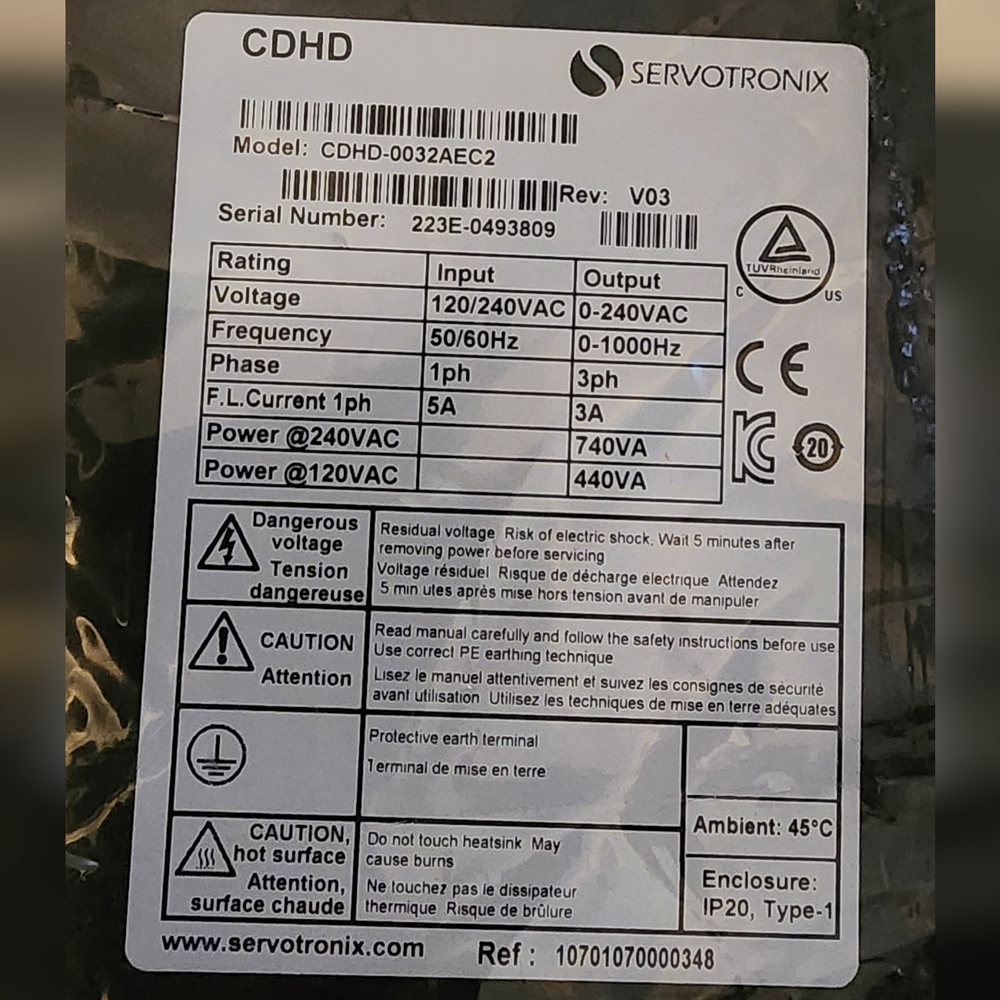 CDHD
SERVOTRONIX
Model: CDHD-0032AEC2
Rev: V03
Serial Number: 223E-0493809
TÜVRheinland
C US
Rating Input Output
Voltage 120/240VAC 0-240VAC
Frequency 50/60Hz 0-1000Hz
Phase 1ph 3ph
F.L.Current 1ph 5A 3A
Power @240VAC 740VA
Power @120VAC 440VA
CE
KC
20
Dangerous
voltage
Tension
dangereuse
Residual voltage Risk of electric shock. Wait 5 minutes after
removing power before servicing
Voltage résiduel Risque de décharge électrique Attendez
5 min utes après mise hors tension avant de manipuler
CAUTION
Attention
Read manual carefully and follow the safety instructions before use.
Use correct PE earthing technique
Lisez le manuel attentivement et suivez les consignes de sécurité
avant utilisation Utilisez les techniques de mise en terre adéquates
Protective earth terminal
Terminal de mise en terre
CAUTION,
hot surface
Attention,
surface chaude
Do not touch heatsink May
cause burns
Ne touchez pas le dissipateur
thermique Risque de brûlure
Ambient: 45°C
Enclosure:
IP20, Type-1
www.servotronix.com
Ref : 10701070000348